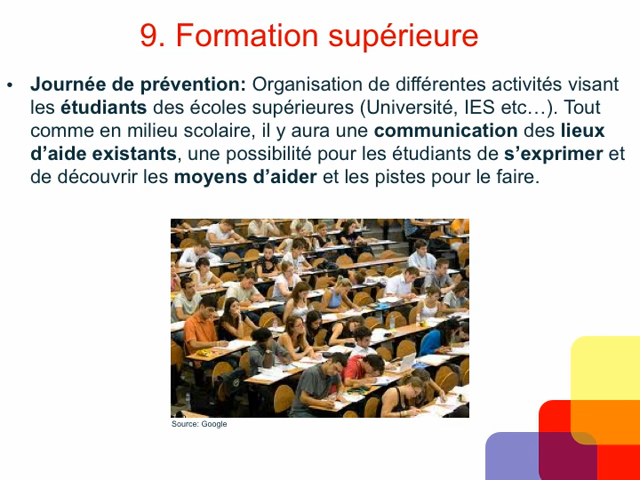 9. Formation supérieure
• Journée de prévention: Organisation de différentes activités visant
les étudiants des écoles supérieures (Université, IES etc…). Tout
comme en milieu scolaire, il y aura une communication des lieux
d’aide existants, une possibilité pour les étudiants de s’exprimer et
de découvrir les moyens d’aider et les pistes pour le faire.
Source: Google